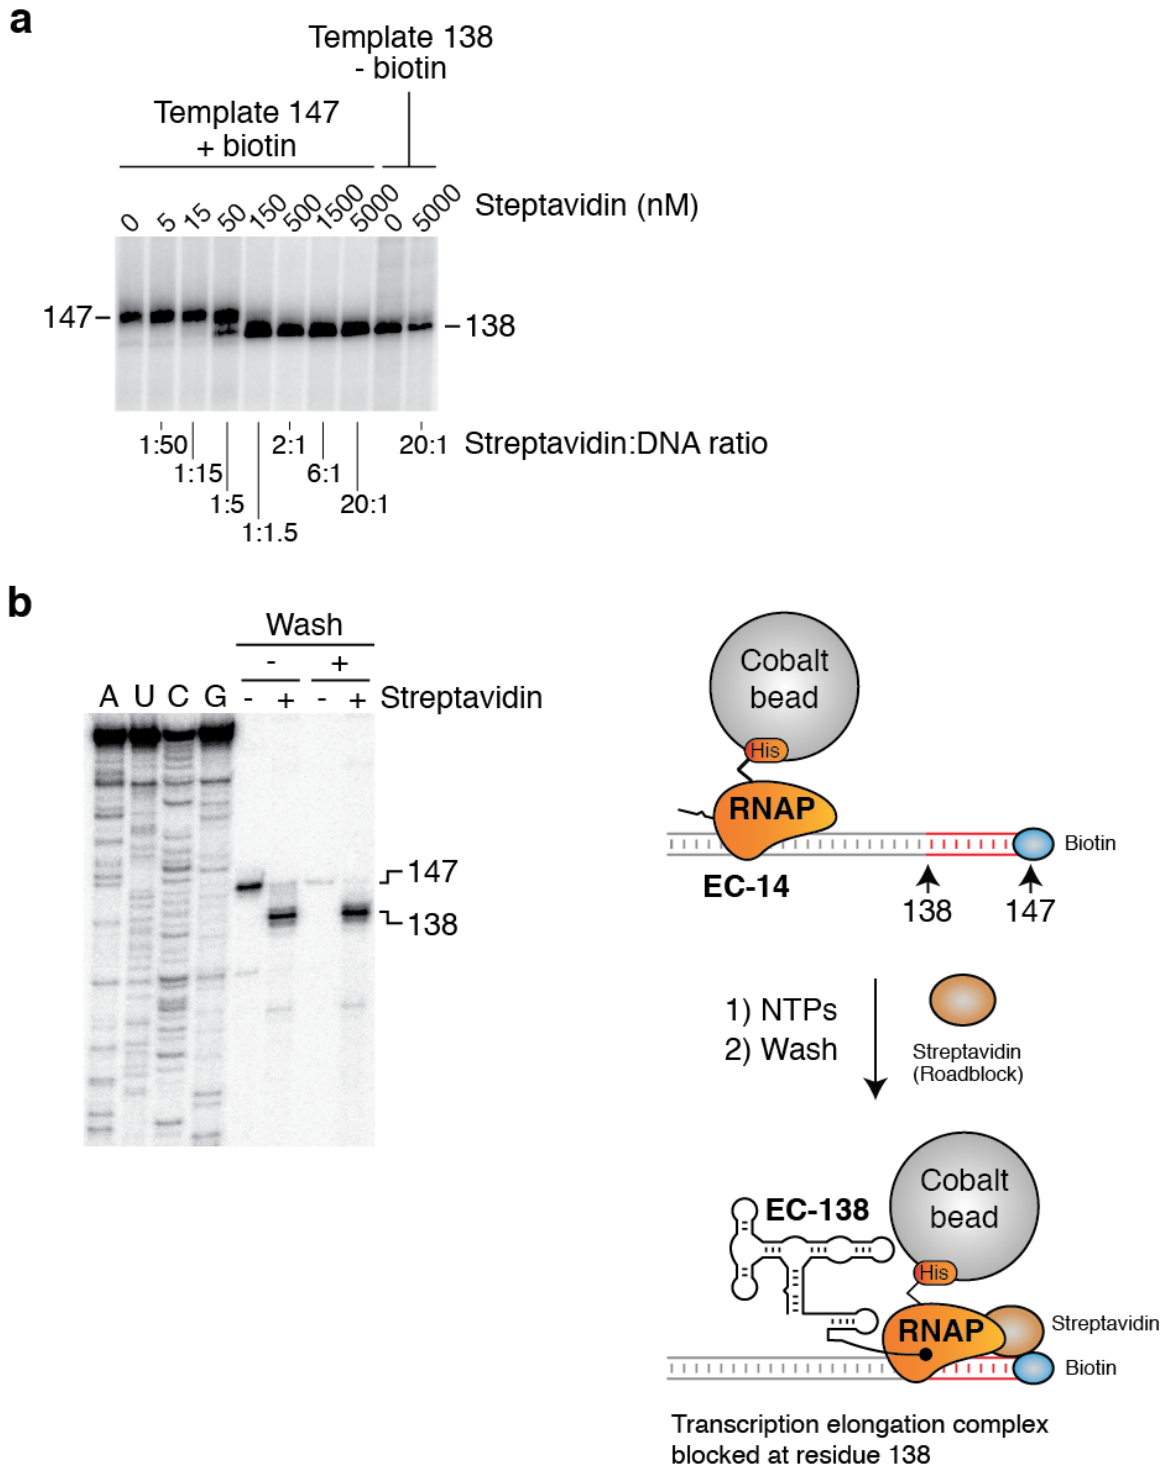 a
Template 138
- biotin
Template 147
+ biotin
0 5 15 50 150 500 1500 5000 0 5000 Steptavidin (nM)
147
138
1:50 2:1 20:1 Streptavidin:DNA ratio
1:15 6:1
1:5 20:1
1:1.5
b
Wash
- +
A U C G - + - + Streptavidin
147
138
Cobalt
bead
His
RNAP
Biotin
EC-14
138 147
1) NTPs
2) Wash
Streptavidin
(Roadblock)
Cobalt
bead
EC-138
His
RNAP
Streptavidin
Biotin
Transcription elongation complex
blocked at residue 138